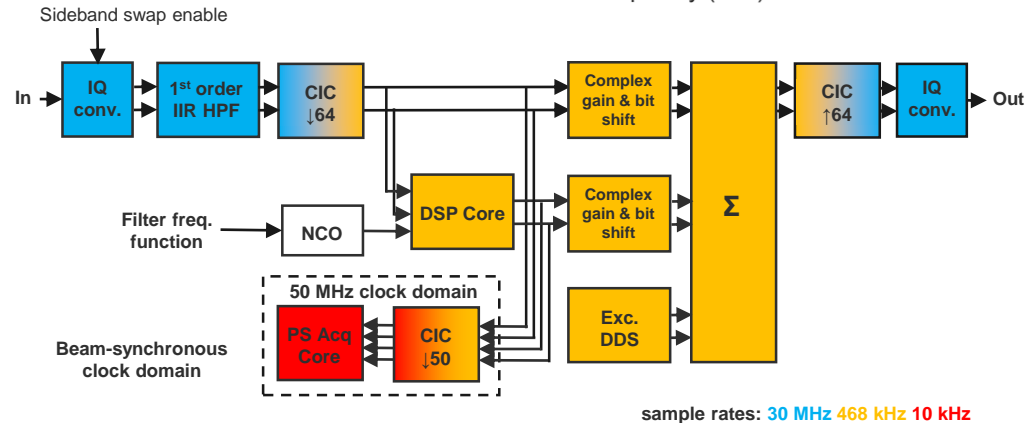 Sideband swap enable
In
IQ
conv.
1st order
IIR HPF
CIC
↓64
Complex
gain & bit
shift
Σ
CIC
↑64
IQ
conv.
Out
Filter freq.
function
NCO
DSP Core
Complex
gain & bit
shift
50 MHz clock domain
PS Acq
Core
CIC
↓50
Exc.
DDS
Beam-synchronous
clock domain
sample rates: 30 MHz 468 kHz 10 kHz